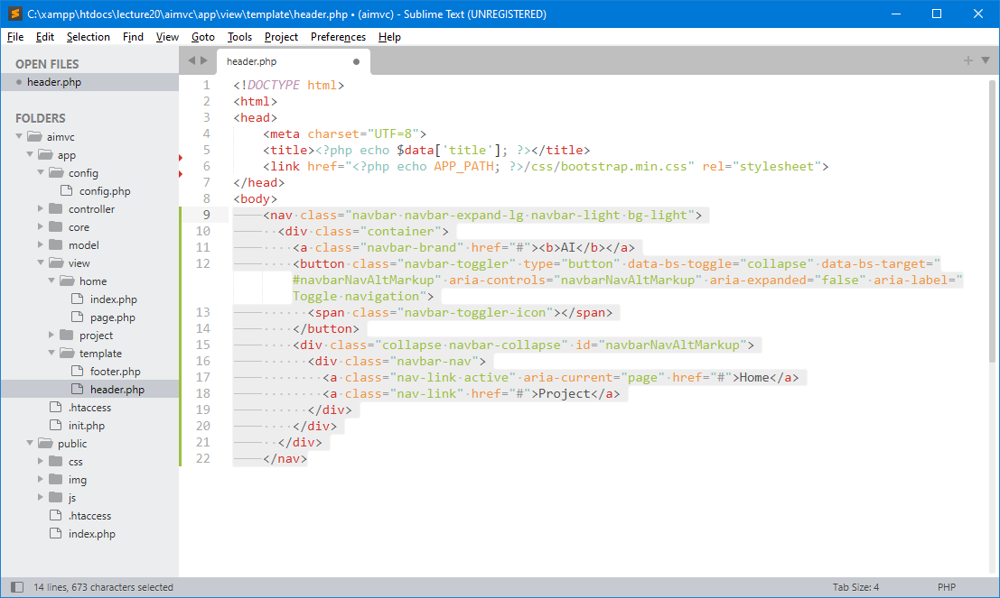 C:\xampp\htdocs\lecture20\aimvc\app\view\template\header.php • (aimvc) - Sublime Text (UNREGISTERED)
File Edit Selection Find View Goto Tools Project Preferences Help
OPEN FILES
header.php
FOLDERS
aimvc
app
config
config.php
controller
core
model
view
home
index.php
page.php
project
template
footer.php
header.php
.htaccess
init.php
public
css
img
js
.htaccess
index.php
header.php
1 <!DOCTYPE html>
2 <html>
3 <head>
4 <meta charset="UTF=8">
5 <title><?php echo $data['title']; ?></title>
6 <link href="<?php echo APP_PATH; ?>/css/bootstrap.min.css" rel="stylesheet">
7 </head>
8 <body>
9 <nav class="navbar navbar-expand-lg navbar-light bg-light">
10 <div class="container">
11 <a class="navbar-brand" href="#"><b>AI</b></a>
12 <button class="navbar-toggler" type="button" data-bs-toggle="collapse" data-bs-target="
#navbarNavAltMarkup" aria-controls="navbarNavAltMarkup" aria-expanded="false" aria-label="
Toggle navigation">
13 <span class="navbar-toggler-icon"></span>
14 </button>
15 <div class="collapse navbar-collapse" id="navbarNavAltMarkup">
16 <div class="navbar-nav">
17 <a class="nav-link active" aria-current="page" href="#">Home</a>
18 <a class="nav-link" href="#">Project</a>
19 </div>
20 </div>
21 </div>
22 </nav>
14 lines, 673 characters selected Tab Size: 4 PHP